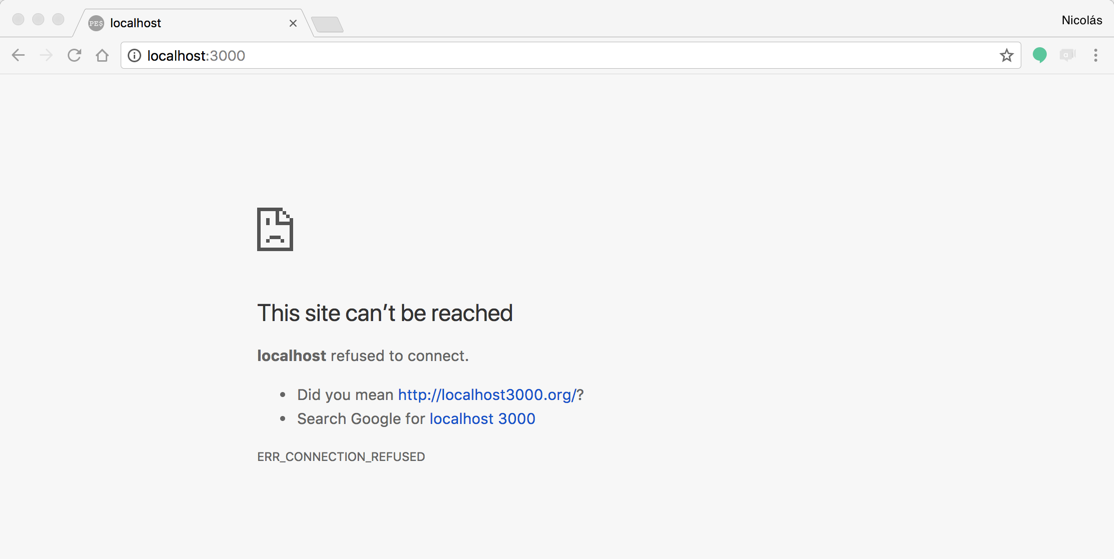 localhost
Nicolás
localhost:3000
This site can’t be reached
localhost refused to connect.
Did you mean http://localhost3000.org/?
Search Google for localhost 3000
ERR_CONNECTION_REFUSED